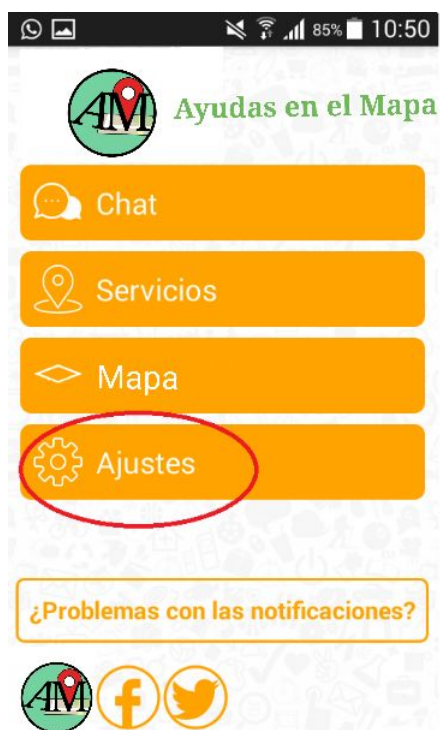 85% 10:50
AM Ayudas en el Mapa
Chat
Servicios
Mapa
Ajustes
¿Problemas con las notificaciones?
AM